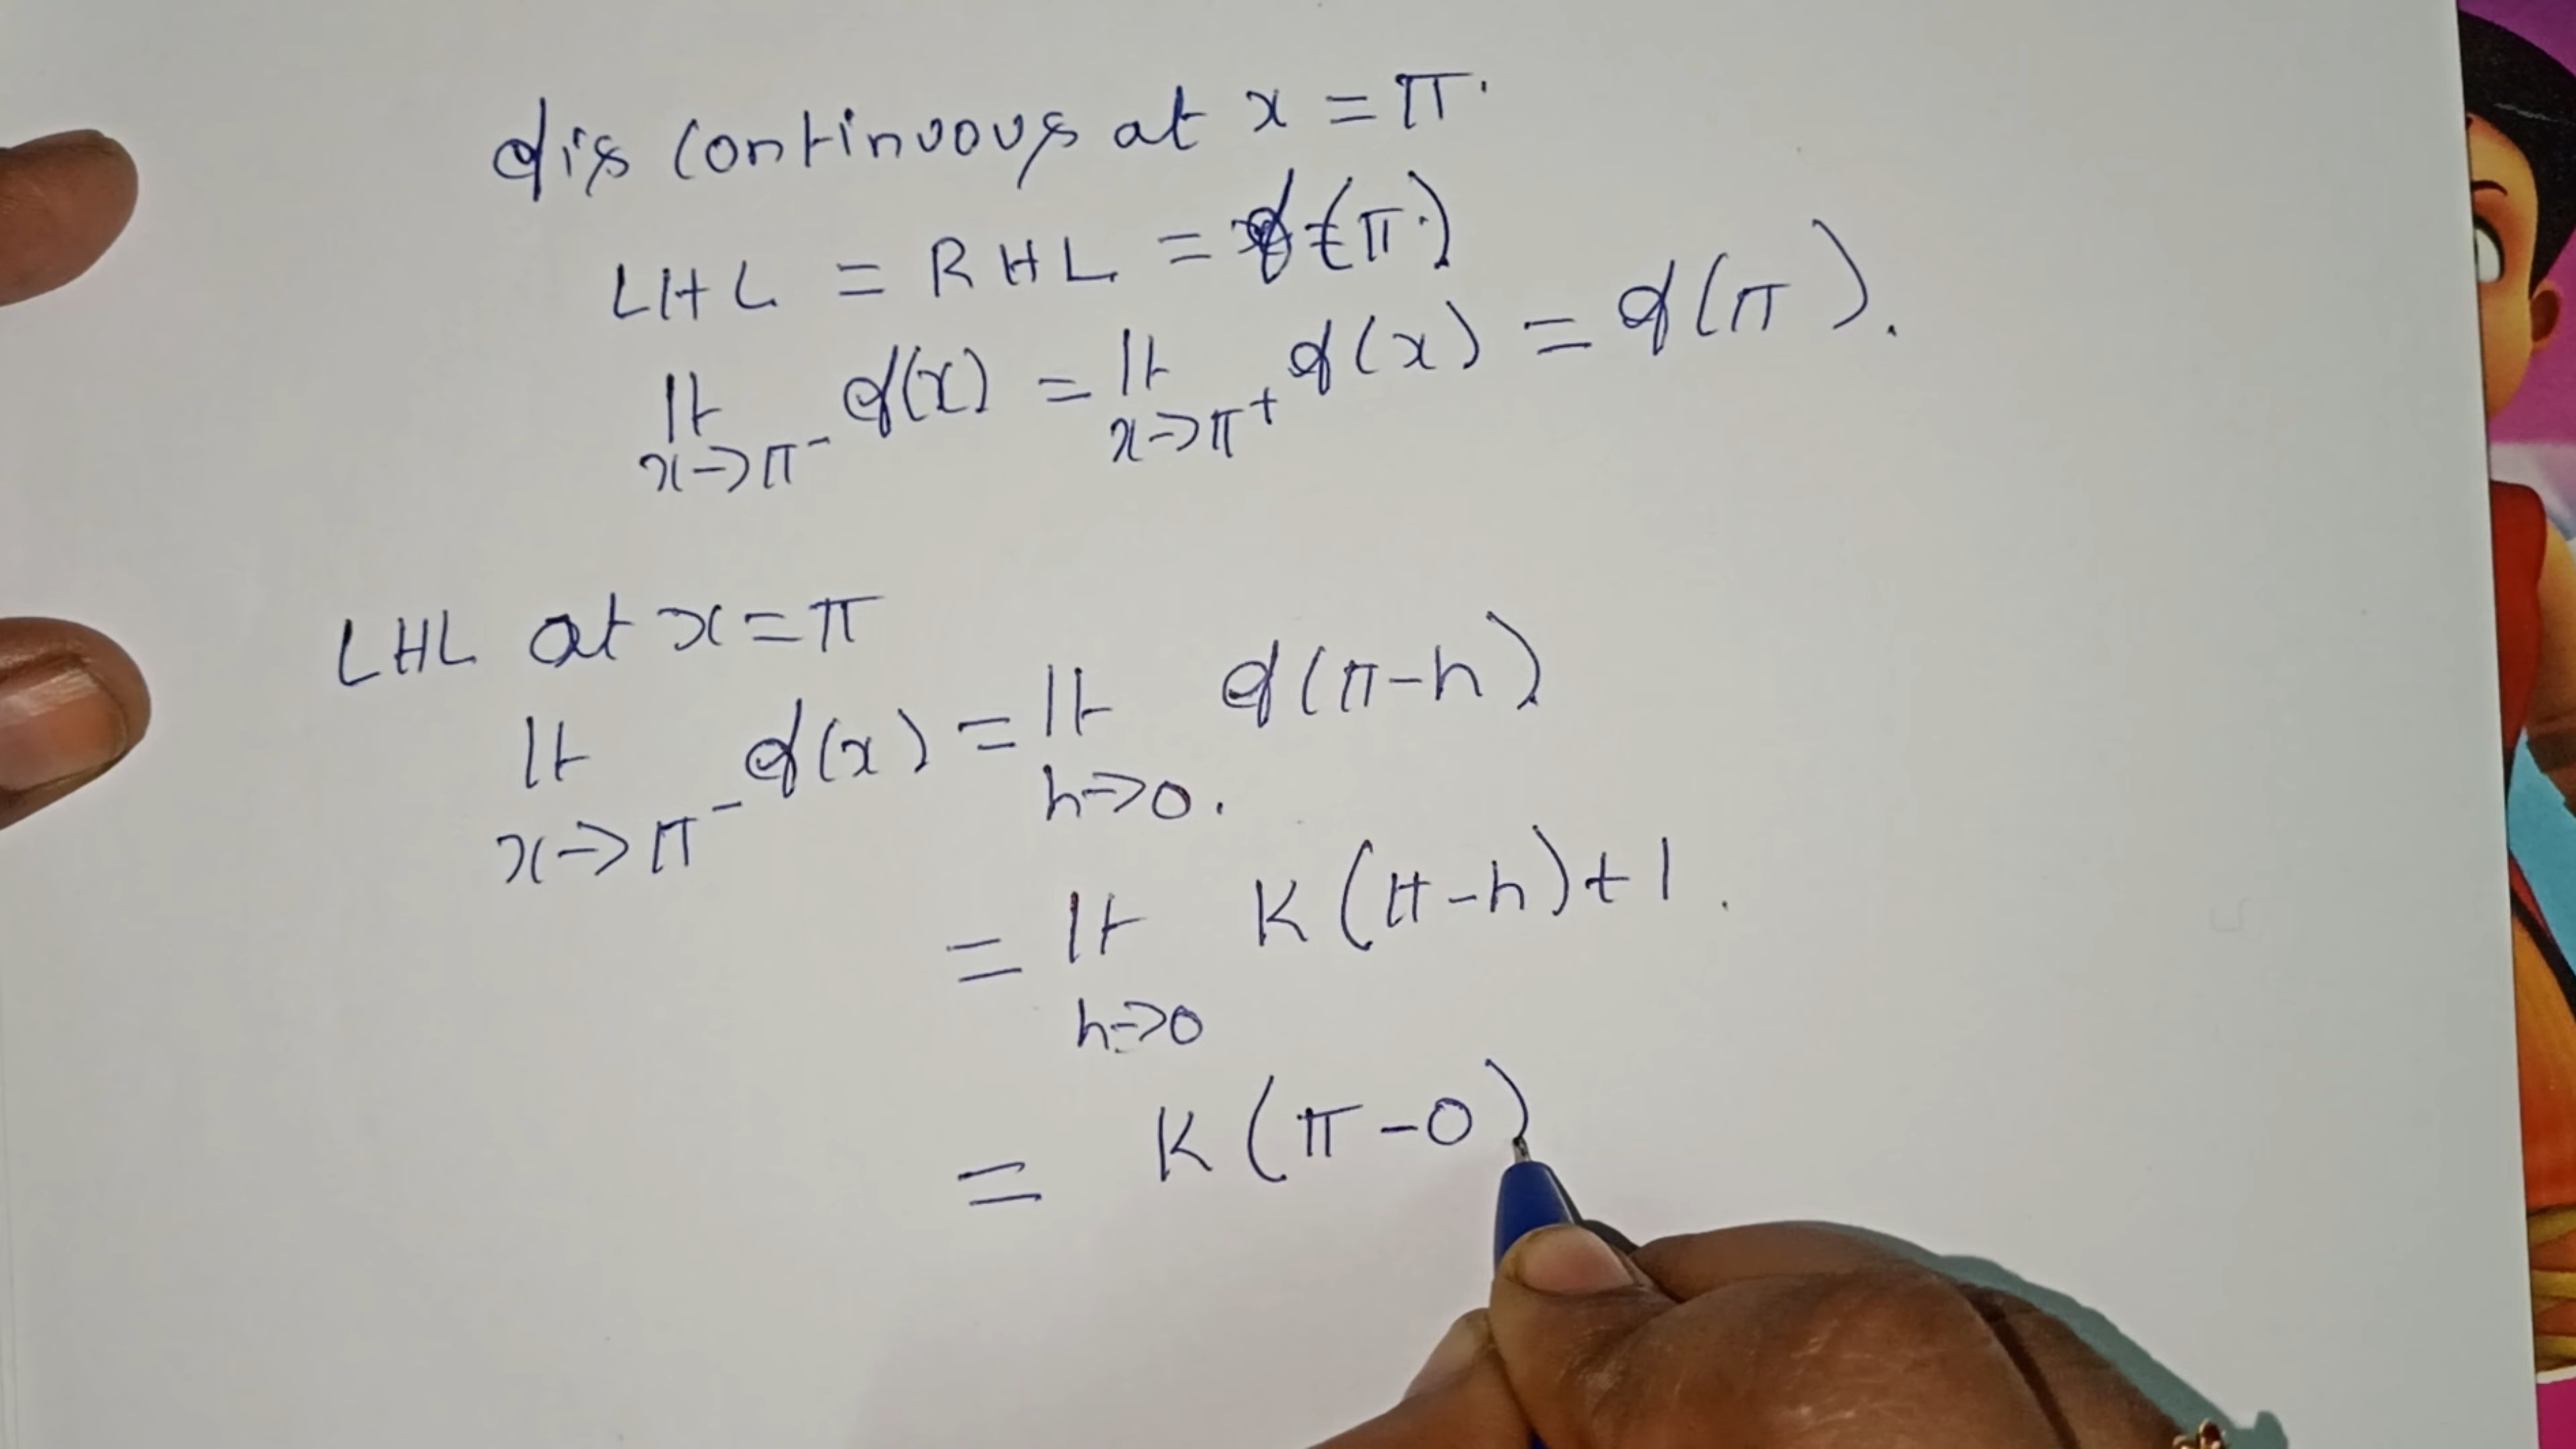 f is continuous at x = π.
LHL = RHL = f(π)
lt f(x) = lt f(x) = f(π).
x->π⁻ x->π⁺
LHL at x = π
lt f(x) = lt f(π-h)
x->π⁻ h->0.
= lt K(π-h)+1.
h->0
= K(π-0)